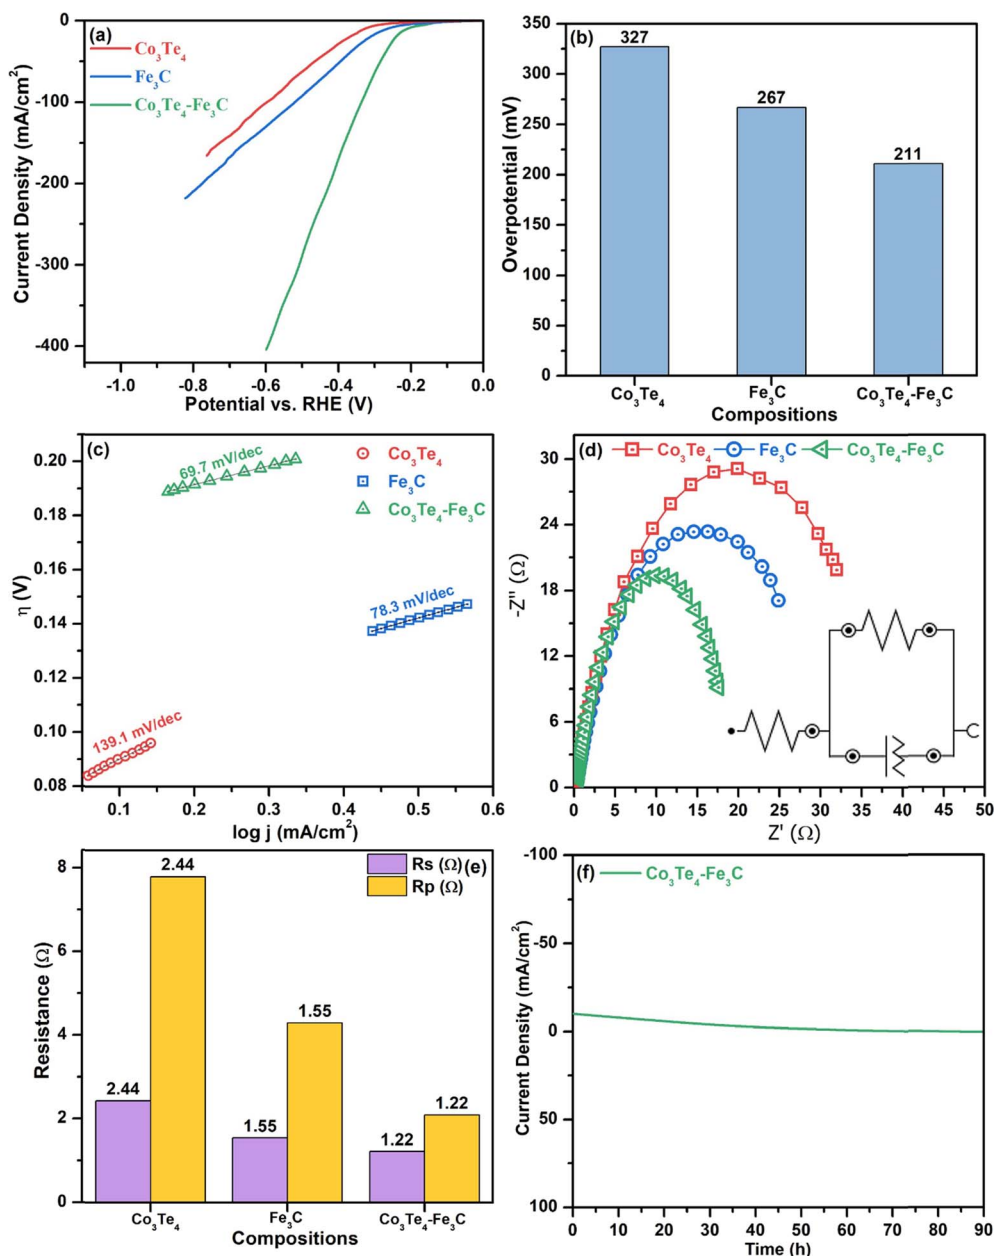 (a)
Co₃Te₄
Fe₃C
Co₃Te₄-Fe₃C
Current Density (mA/cm²)
0
-100
-200
-300
-400
-1.0 -0.8 -0.6 -0.4 -0.2 0.0
Potential vs. RHE (V)
(b)
Overpotential (mV)
350
300
250
200
150
100
50
0
327
267
211
Co₃Te₄ Fe₃C Co₃Te₄-Fe₃C
Compositions
(c)
η (V)
0.20
0.18
0.16
0.14
0.12
0.10
0.08
69.7 mV/dec
78.3 mV/dec
139.1 mV/dec
Co₃Te₄
Fe₃C
Co₃Te₄-Fe₃C
0.1 0.2 0.3 0.4 0.5 0.6
log j (mA/cm²)
(d)
Co₃Te₄ Fe₃C Co₃Te₄-Fe₃C
-Z'' (Ω)
30
24
18
12
6
0
0 5 10 15 20 25 30 35 40 45 50
Z' (Ω)
(e)
Rs (Ω)
Rp (Ω)
Resistance (Ω)
8
6
4
2
0
2.44
2.44
1.55
1.55
1.22
1.22
Co₃Te₄ Fe₃C Co₃Te₄-Fe₃C
Compositions
(f)
Co₃Te₄-Fe₃C
Current Density (mA/cm²)
-100
-50
0
50
100
0 10 20 30 40 50 60 70 80 90
Time (h)